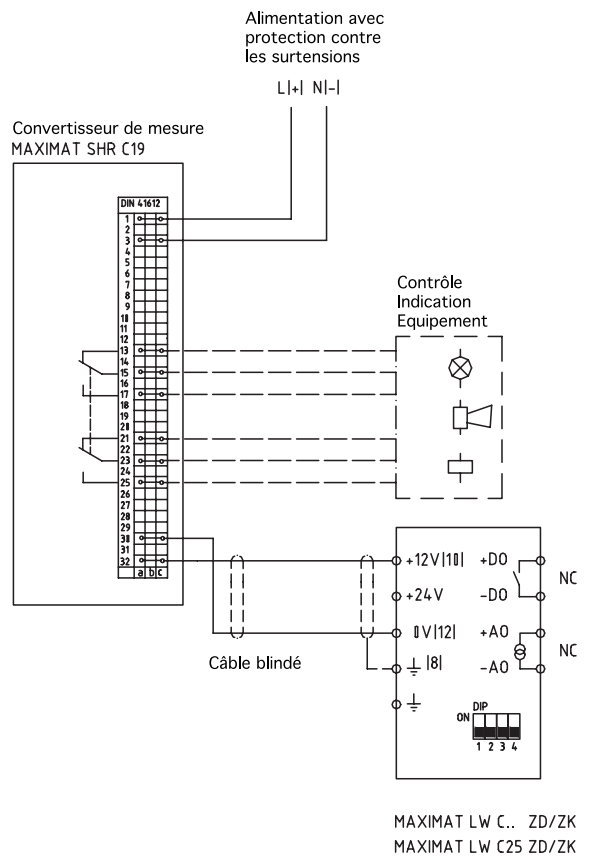 Alimentation avec
protection contre
les surtensions
L|+| N|-|
Convertisseur de mesure
MAXIMAT SHR C19
DIN 41612
1
2
3
4
5
6
7
8
9
10
11
12
13
14
15
16
17
18
19
20
21
22
23
24
25
26
27
28
29
30
31
32
a b c
Contrôle
Indication
Equipement
Câble blindé
+12V|10| +DO
NC
+24V -DO
0V|12| +AO
NC
|8| -AO
DIP
ON
1 2 3 4
MAXIMAT LW C.. ZD/ZK
MAXIMAT LW C25 ZD/ZK